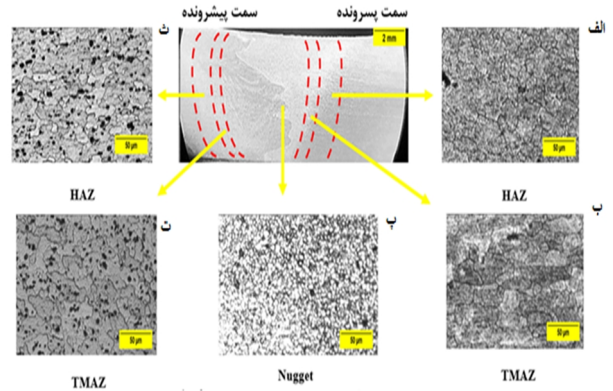 سمت پسرونده
سمت پیشرونده
2 mm
الف
50 µm
HAZ
ث
50 µm
HAZ
ب
50 µm
TMAZ
پ
50 µm
Nugget
ت
50 µm
TMAZ